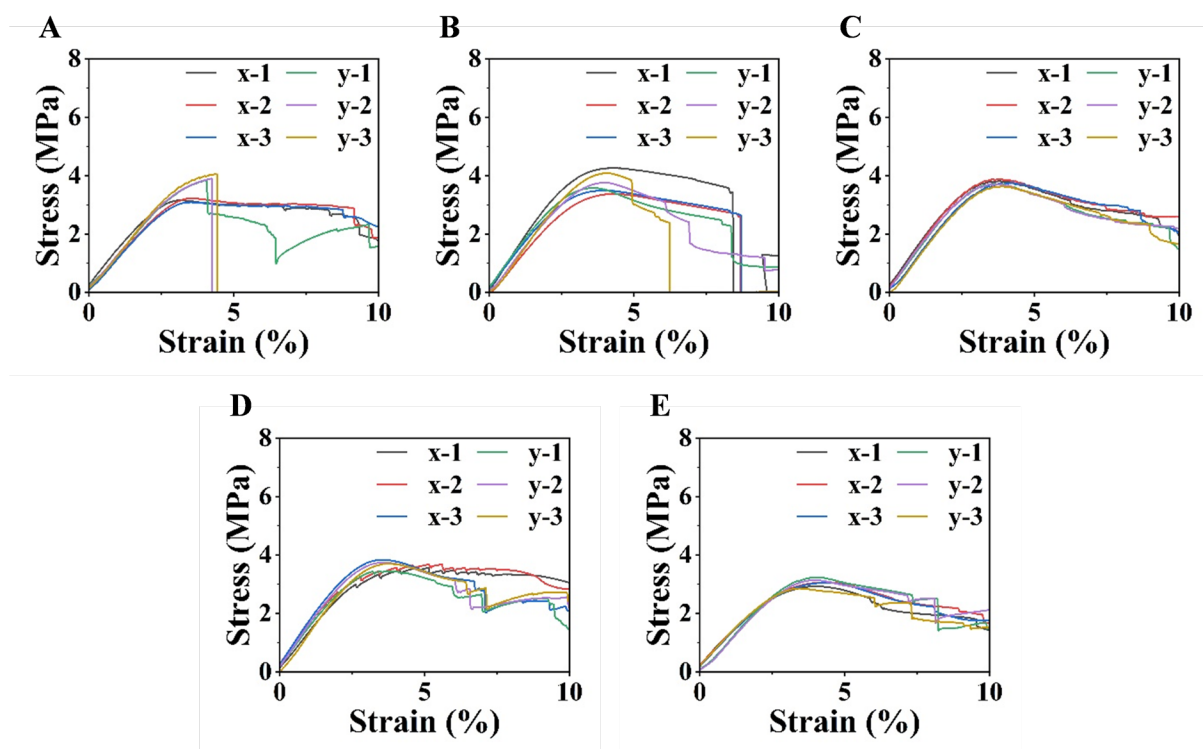 A
B
C
8
6
4
2
0
0
5
10
Stress (MPa)
Strain (%)
x-1
y-1
x-2
y-2
x-3
y-3
8
6
4
2
0
0
5
10
Stress (MPa)
Strain (%)
x-1
y-1
x-2
y-2
x-3
y-3
8
6
4
2
0
0
5
10
Stress (MPa)
Strain (%)
x-1
y-1
x-2
y-2
x-3
y-3
D
E
8
6
4
2
0
0
5
10
Stress (MPa)
Strain (%)
x-1
y-1
x-2
y-2
x-3
y-3
8
6
4
2
0
0
5
10
Stress (MPa)
Strain (%)
x-1
y-1
x-2
y-2
x-3
y-3